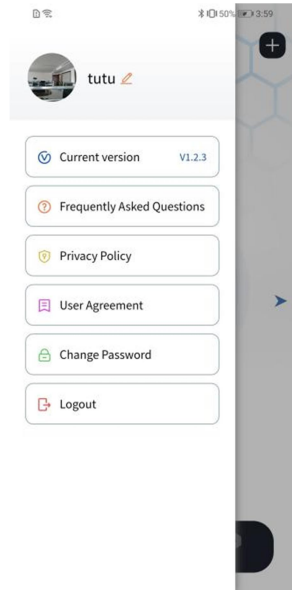 50% 3:59
tutu
Current version V1.2.3
Frequently Asked Questions
Privacy Policy
User Agreement
Change Password
Logout